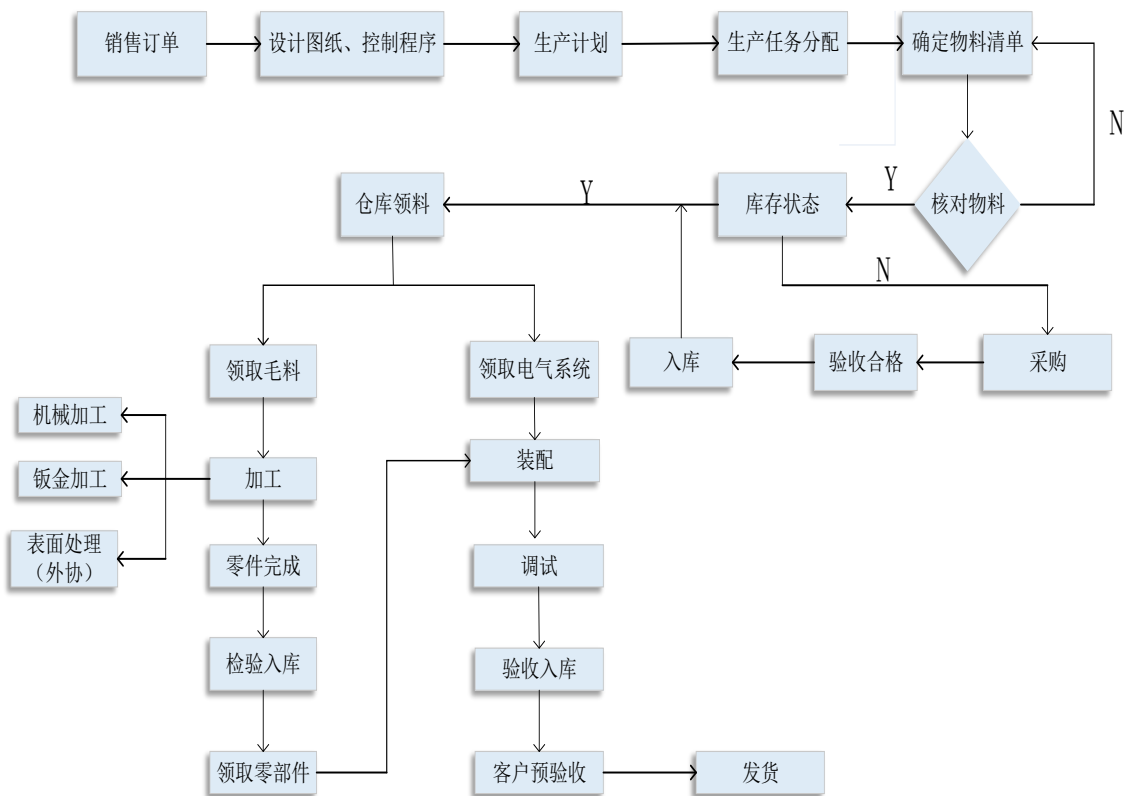 销售订单
设计图纸、控制程序
生产计划
生产任务分配
确定物料清单
N
核对物料
Y
库存状态
Y
仓库领料
N
采购
验收合格
入库
领取毛料
领取电气系统
机械加工
钣金加工
表面处理
（外协）
加工
装配
零件完成
调试
检验入库
验收入库
领取零部件
客户预验收
发货